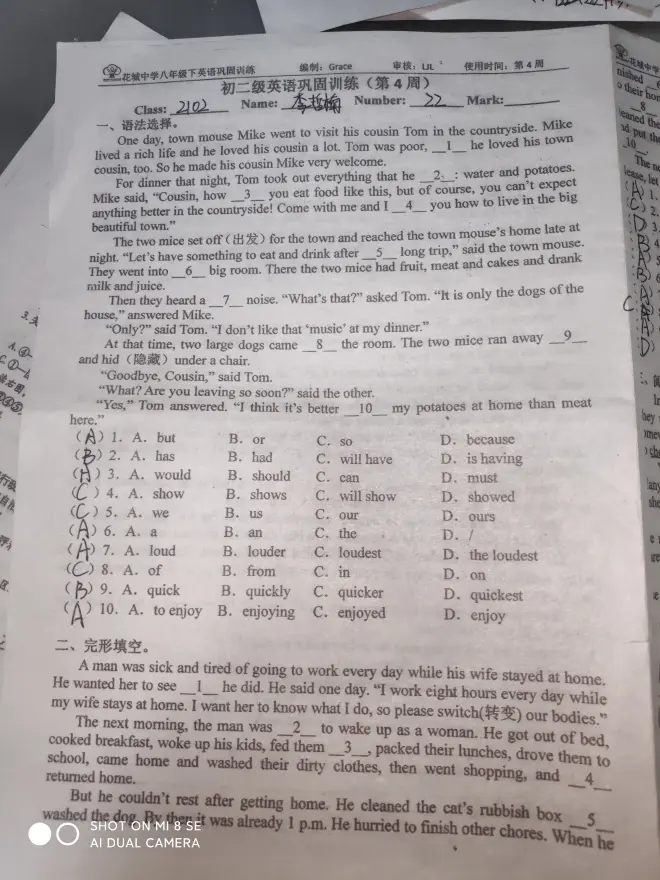 花城中学八年级下英语巩固训练 编制：Grace 审核：LJL 使用时间：第 4 周
初二级英语巩固训练（第 4 周）
Class: 2102 Name: 李哲楠 Number: 22 Mark:
一、语法选择。
One day, town mouse Mike went to visit his cousin Tom in the countryside. Mike
lived a rich life and he loved his cousin a lot. Tom was poor, __1__ he loved his town
cousin, too. So he made his cousin Mike very welcome.
For dinner that night, Tom took out everything that he __2__: water and potatoes.
Mike said, “Cousin, how __3__ you eat food like this, but of course, you can’t expect
anything better in the countryside! Come with me and I __4__ you how to live in the big
beautiful town.”
The two mice set off (出发) for the town and reached the town mouse’s home late at
night. “Let’s have something to eat and drink after __5__ long trip,” said the town mouse.
They went into __6__ big room. There the two mice had fruit, meat and cakes and drank
milk and juice.
Then they heard a __7__ noise. “What’s that?” asked Tom. “It is only the dogs of the
house,” answered Mike.
“Only?” said Tom. “I don’t like that ‘music’ at my dinner.”
At that time, two large dogs came __8__ the room. The two mice ran away __9__
and hid（隐藏）under a chair.
“Goodbye, Cousin,” said Tom.
“What? Are you leaving so soon?” said the other.
“Yes,” Tom answered. “I think it’s better __10__ my potatoes at home than meat
here.”
（A）1. A. but B. or C. so D. because
（B）2. A. has B. had C. will have D. is having
（A）3. A. would B. should C. can D. must
（C）4. A. show B. shows C. will show D. showed
（C）5. A. we B. us C. our D. ours
（A）6. A. a B. an C. the D. /
（A）7. A. loud B. louder C. loudest D. the loudest
（C）8. A. of B. from C. in D. on
（B）9. A. quick B. quickly C. quicker D. quickest
（A）10. A. to enjoy B. enjoying C. enjoyed D. enjoy
二、完形填空。
A man was sick and tired of going to work every day while his wife stayed at home.
He wanted her to see __1__ he did. He said one day. “I work eight hours every day while
my wife stays at home. I want her to know what I do, so please switch(转变) our bodies.”
The next morning, the man was __2__ to wake up as a woman. He got out of bed,
cooked breakfast, woke up his kids, fed them __3__, packed their lunches, drove them to
school, came home and washed their dirty clothes, then went shopping, and __4__
returned home.
But he couldn’t rest after getting home. He cleaned the cat’s rubbish box __5__
washed the dog. By then it was already 1 p.m. He hurried to finish other chores. When he
SHOT ON MI 8 SE
AI DUAL CAMERA